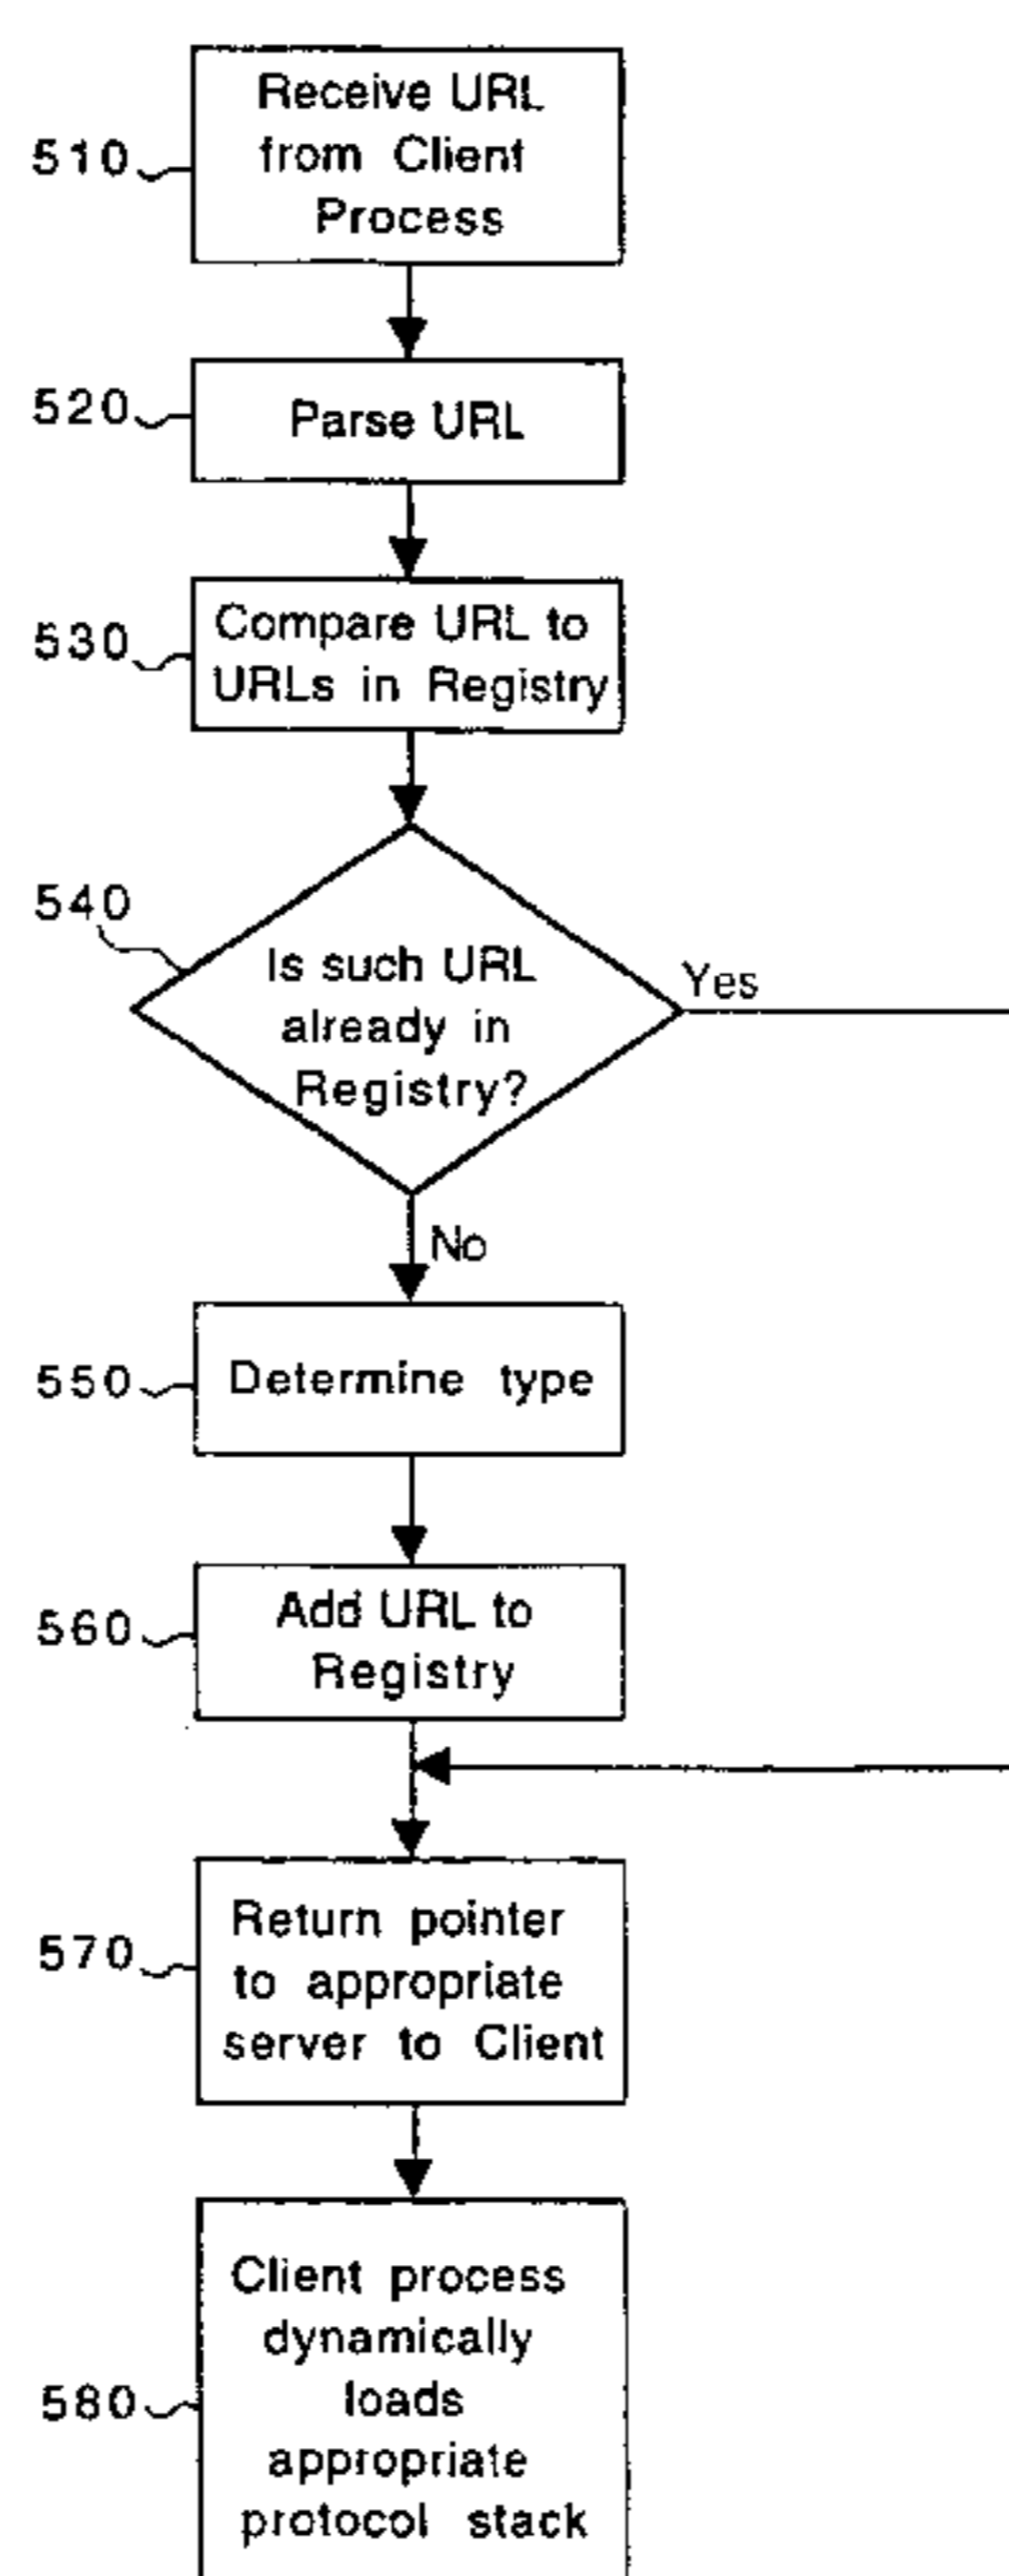 510
Receive URL
from Client
Process
520
Parse URL
530
Compare URL to
URLs in Registry
540
Is such URL
already in
Registry?
Yes
No
550
Determine type
560
Add URL to
Registry
570
Return pointer
to appropriate
server to Client
580
Client process
dynamically
loads
appropriate
protocol stack